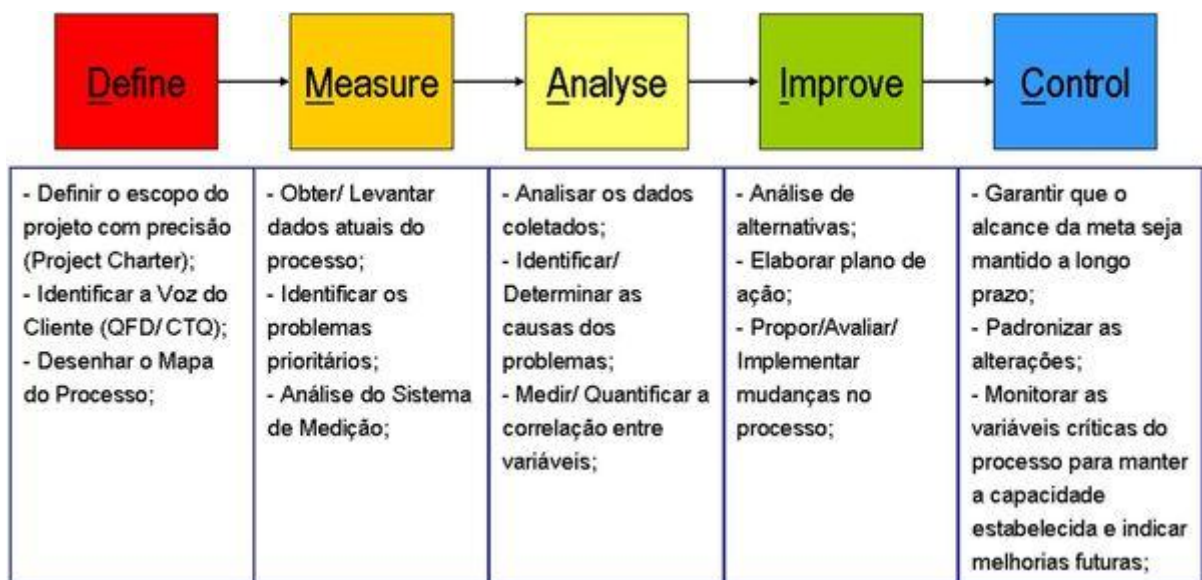 Define
Measure
Analyse
Improve
Control
- Definir o escopo do
projeto com precisão
(Project Charter);
- Identificar a Voz do
Cliente (QFD/ CTQ);
- Desenhar o Mapa
do Processo;
- Obter/ Levantar
dados atuais do
processo;
- Identificar os
problemas
prioritários;
- Análise do Sistema
de Medição;
- Analisar os dados
coletados;
- Identificar/
Determinar as
causas dos
problemas;
- Medir/ Quantificar a
correlação entre
variáveis;
- Análise de
alternativas;
- Elaborar plano de
ação;
- Propor/Avaliar/
Implementar
mudanças no
processo;
- Garantir que o
alcance da meta seja
mantido a longo
prazo;
- Padronizar as
alterações;
- Monitorar as
variáveis críticas do
processo para manter
a capacidade
estabelecida e indicar
melhorias futuras;